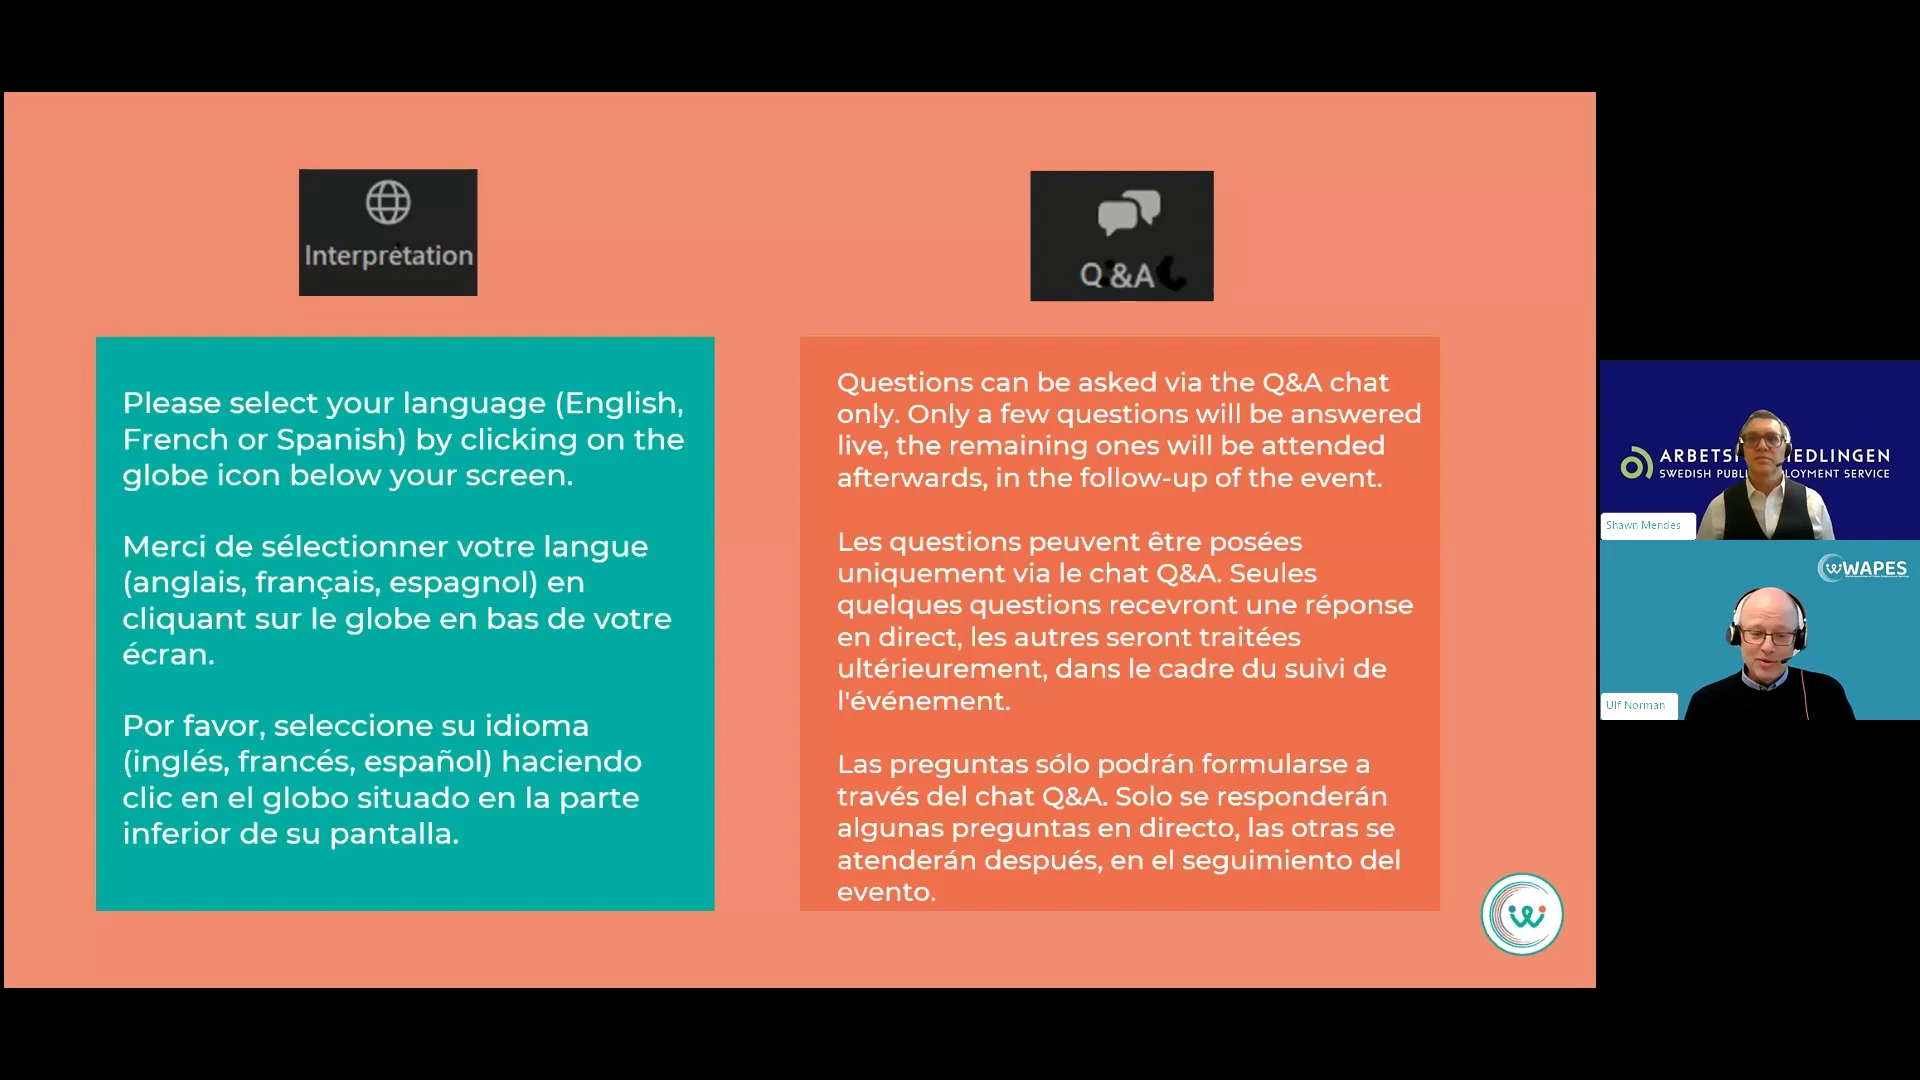 Interprétation
Q&A
Please select your language (English,
French or Spanish) by clicking on the
globe icon below your screen.
Merci de sélectionner votre langue
(anglais, français, espagnol) en
cliquant sur le globe en bas de votre
écran.
Por favor, seleccione su idioma
(inglés, francés, español) haciendo
clic en el globo situado en la parte
inferior de su pantalla.
Questions can be asked via the Q&A chat
only. Only a few questions will be answered
live, the remaining ones will be attended
afterwards, in the follow-up of the event.
Les questions peuvent être posées
uniquement via le chat Q&A. Seules
quelques questions recevront une réponse
en direct, les autres seront traitées
ultérieurement, dans le cadre du suivi de
l'événement.
Las preguntas sólo podrán formularse a
través del chat Q&A. Solo se responderán
algunas preguntas en directo, las otras se
atenderán después, en el seguimiento del
evento.
SWEDISH
Shawn Mendes
WAPES
Ulf Norman